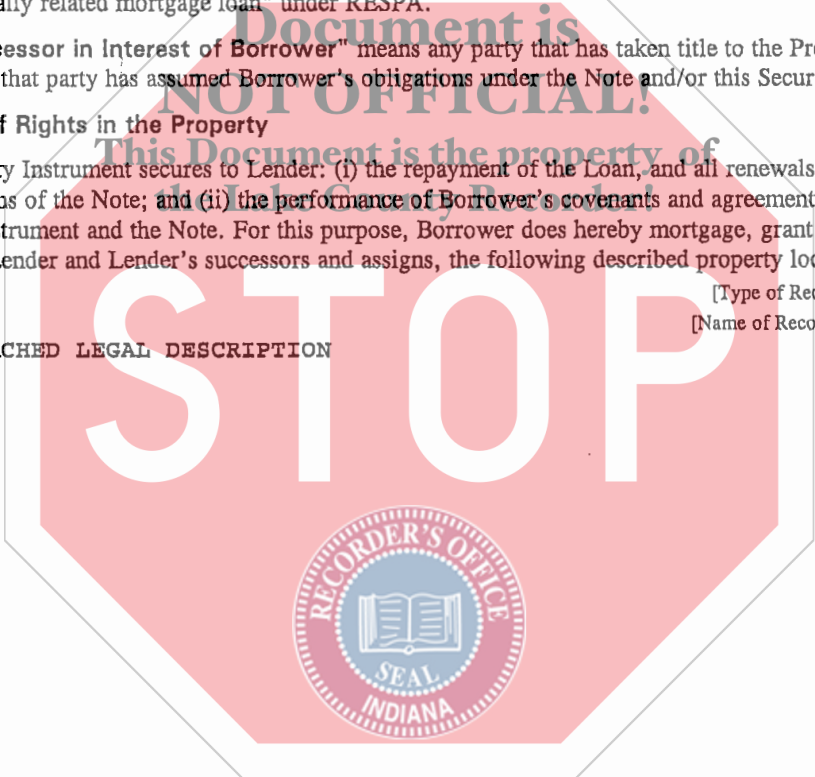 ally related mortgage loan" under RESPA.
Document is
cessor in Interest of Borrower" means any party that has taken title to the Pr
that party has assumed Borrower's obligations under the Note and/or this Secur
NOT OFFICIAL!
f Rights in the Property
This Document is the property of
y Instrument secures to Lender: (i) the repayment of the Loan, and all renewals
the Lake County Recorder!
ns of the Note; and (ii) the performance of Borrower's covenants and agreement
trument and the Note. For this purpose, Borrower does hereby mortgage, grant
ender and Lender's successors and assigns, the following described property loc
[Type of Rec
[Name of Reco
CHED LEGAL DESCRIPTION
STOP
RECORDER'S OFFICE
SEAL
INDIANA